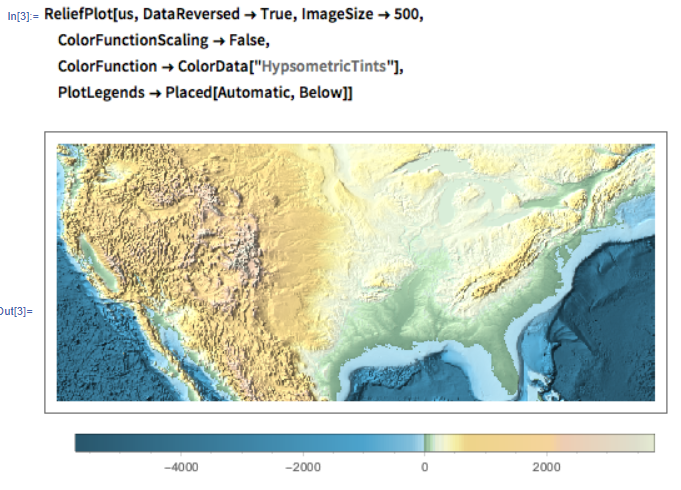 In[3]:= ReliefPlot[us, DataReversed → True, ImageSize → 500,
ColorFunctionScaling → False,
ColorFunction → ColorData["HypsometricTints"],
PlotLegends → Placed[Automatic, Below]]
Out[3]=
-4000 -2000 0 2000